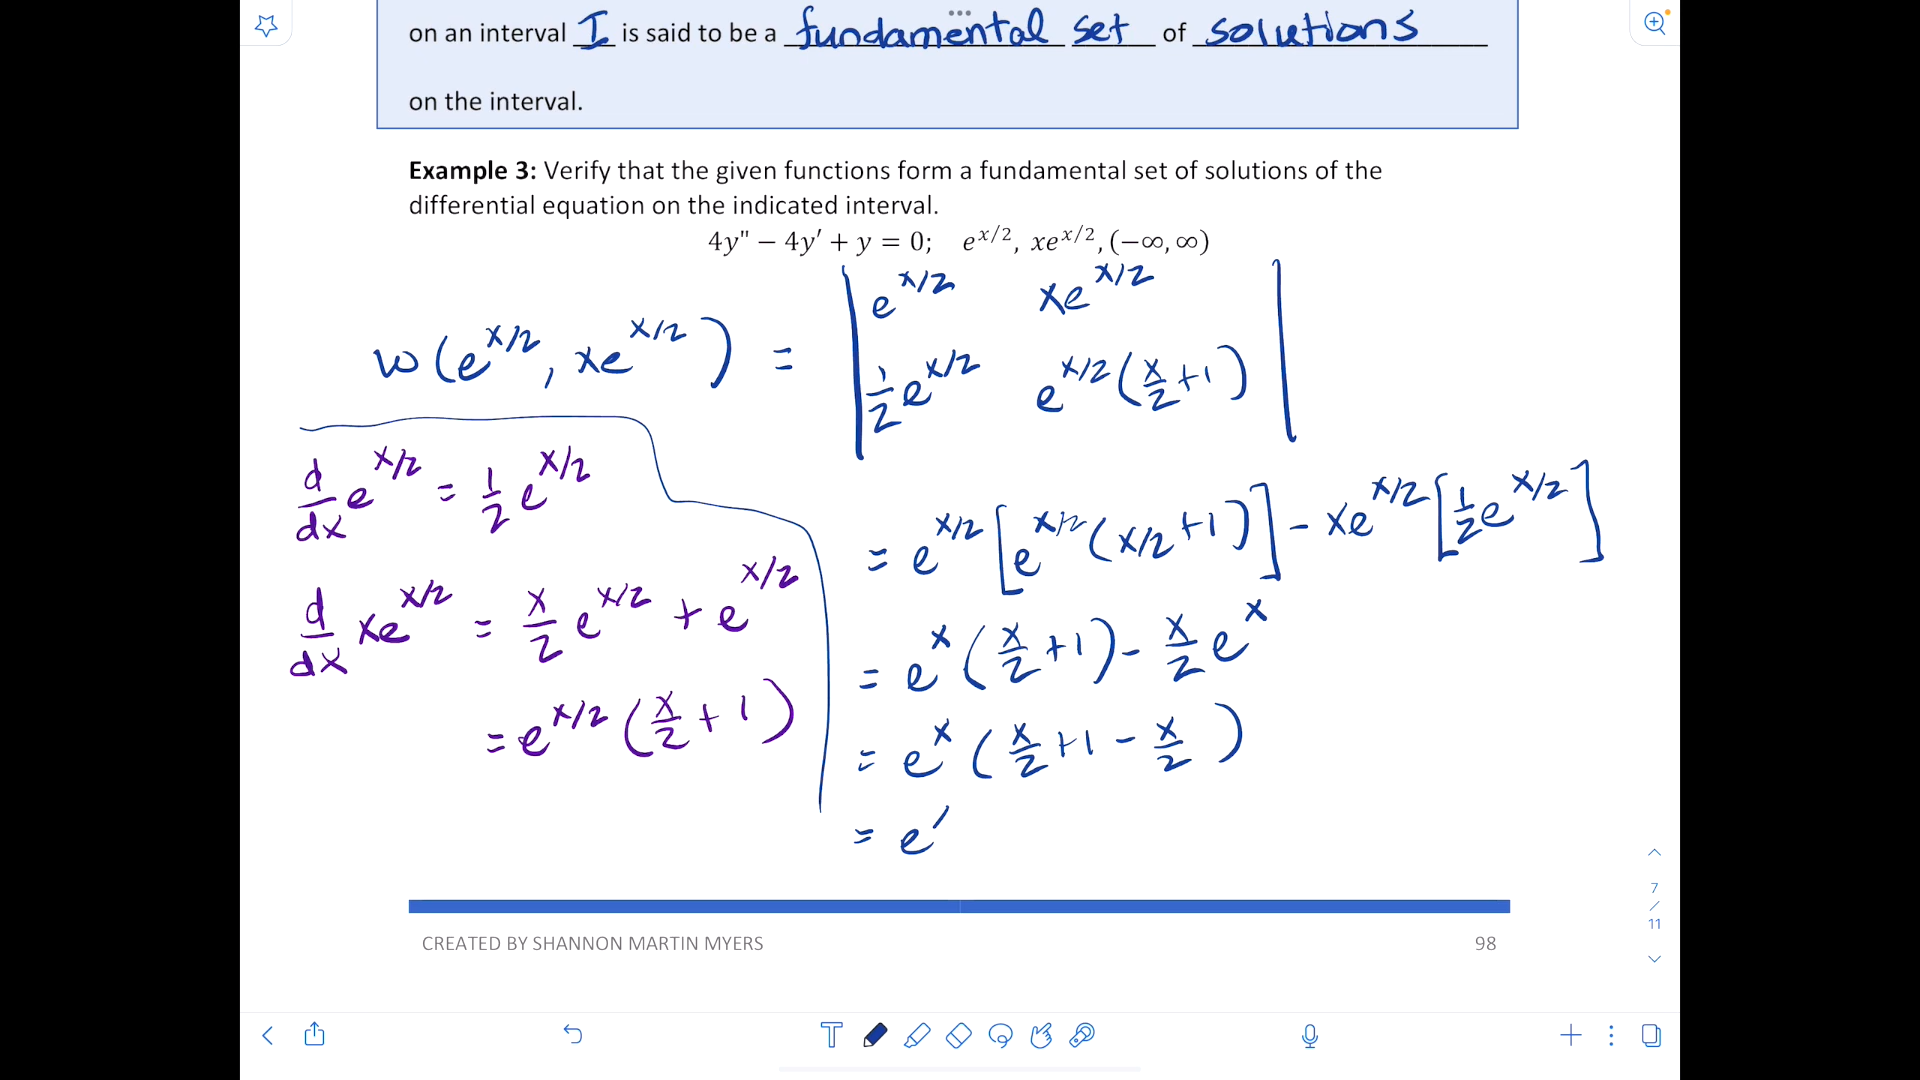 on an interval I is said to be a fundamental set of solutions
on the interval.
Example 3: Verify that the given functions form a fundamental set of solutions of the
differential equation on the indicated interval.
4y" − 4y′ + y = 0; e^{x/2}, xe^{x/2}, (−∞, ∞)
w(e^{x/2}, xe^{x/2}) = | e^{x/2} xe^{x/2}
1/2 e^{x/2} e^{x/2}(x/2+1) |
d/dx e^{x/2} = 1/2 e^{x/2}
d/dx xe^{x/2} = x/2 e^{x/2} + e^{x/2}
= e^{x/2}(x/2 + 1)
= e^{x/2}[e^{x/2}(x/2+1)] - xe^{x/2}[1/2 e^{x/2}]
= e^x(x/2+1) - x/2 e^x
= e^x(x/2+1-x/2)
= e
CREATED BY SHANNON MARTIN MYERS 98
7
/
11
T